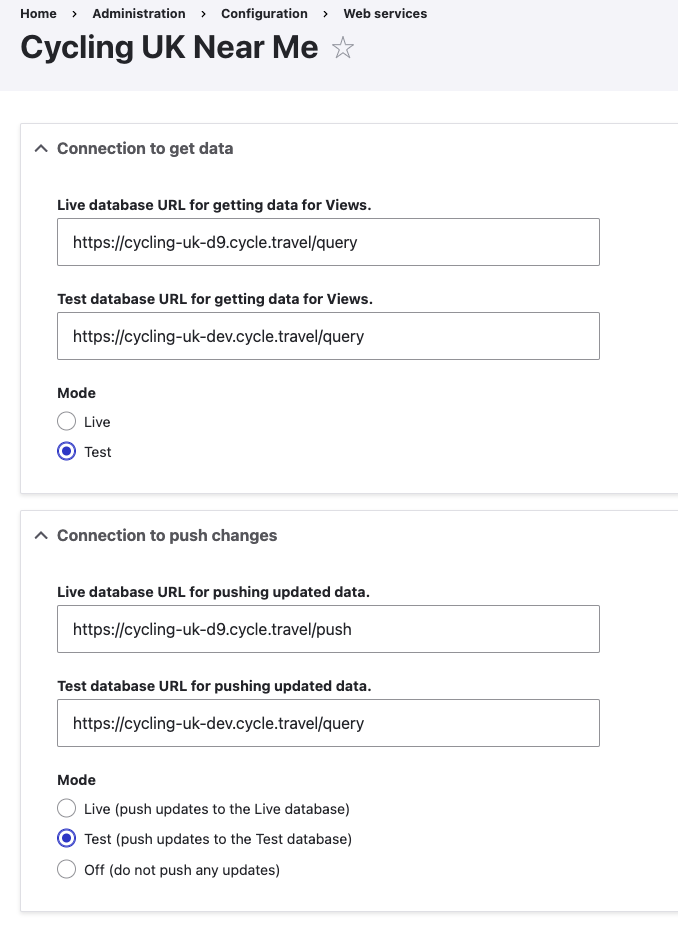 Home › Administration › Configuration › Web services
Cycling UK Near Me
Connection to get data
Live database URL for getting data for Views.
https://cycling-uk-d9.cycle.travel/query
Test database URL for getting data for Views.
https://cycling-uk-dev.cycle.travel/query
Mode
Live
Test
Connection to push changes
Live database URL for pushing updated data.
https://cycling-uk-d9.cycle.travel/push
Test database URL for pushing updated data.
https://cycling-uk-dev.cycle.travel/query
Mode
Live (push updates to the Live database)
Test (push updates to the Test database)
Off (do not push any updates)